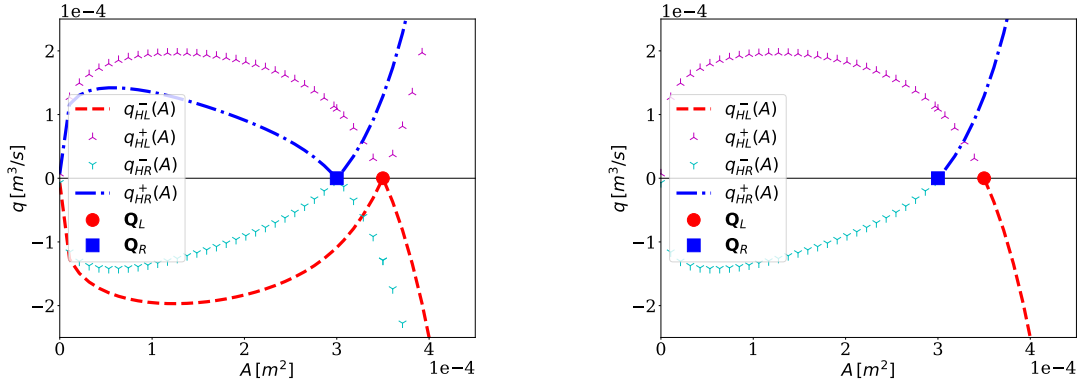 1e−4
2
1
0
−1
−2
q [m³/s]
q⁻_HL(A)
q⁺_HL(A)
q⁻_HR(A)
q⁺_HR(A)
Q_L
Q_R
0 1 2 3 4
A [m²]
1e−4
1e−4
2
1
0
−1
−2
q [m³/s]
q⁻_HL(A)
q⁺_HL(A)
q⁻_HR(A)
q⁺_HR(A)
Q_L
Q_R
0 1 2 3 4
A [m²]
1e−4